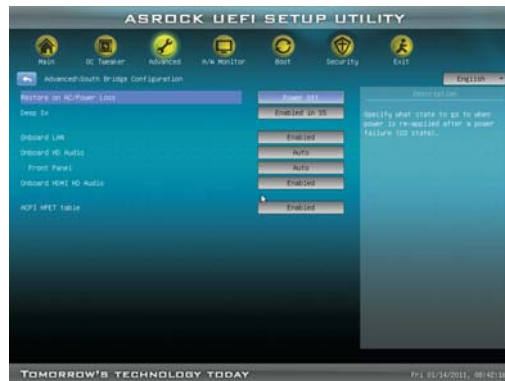 ASROCK UEFI SETUP UTILITY
Main OC Tweaker Advanced H/W Monitor Boot Security Exit
Advanced\South Bridge Configuration English
Restore on AC/Power Loss Power Off
Deep Sx Enabled in S5
Onboard LAN Enabled
Onboard HD Audio Auto
Front Panel Auto
Onboard HDMI HD Audio Enabled
ACPI HPET table Enabled
Description
Specify what state to go to when
power is re-applied after a power
failure (G3 state).
TOMORROW'S TECHNOLOGY TODAY Fri 01/14/2011,